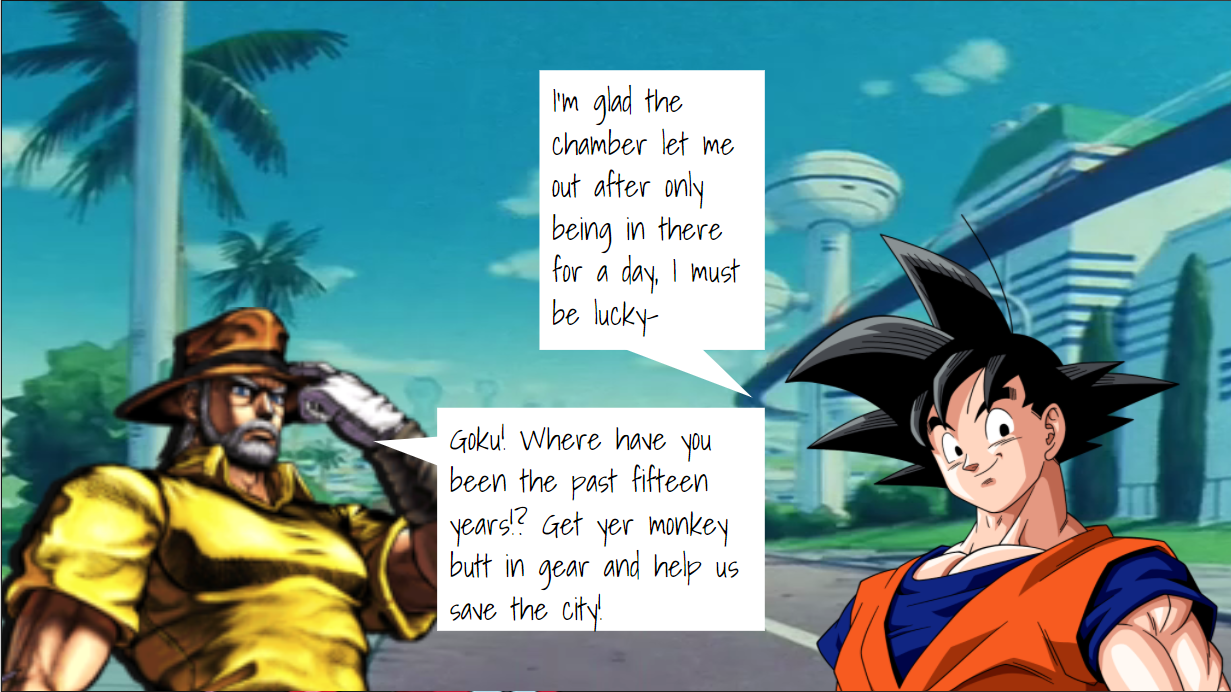 I'm glad the
chamber let me
out after only
being in there
for a day, I must
be lucky-
Goku! Where have you
been the past fifteen
years!? Get yer monkey
butt in gear and help us
save the city!